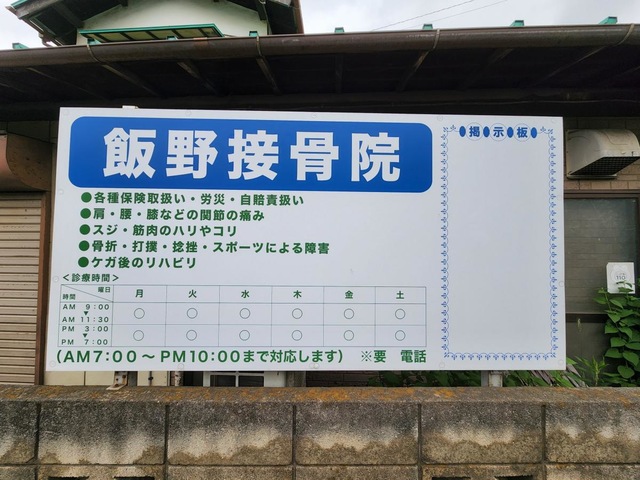 飯野接骨院
●各種保険取扱い・労災・自賠責扱い
●肩・腰・膝などの関節の痛み
●スジ・筋肉のハリやコリ
●骨折・打撲・捻挫・スポーツによる障害
●ケガ後のリハビリ
<診療時間>
時間 曜日 月 火 水 木 金 土
AM 9:00
▼
AM 11:30
○ ○ ○ ○ ○ ○
PM 3:00
▼
PM 7:00
○ ○ ○ ○ ○ ○
(AM7:00~PM10:00まで対応します) ※要 電話
掲示板